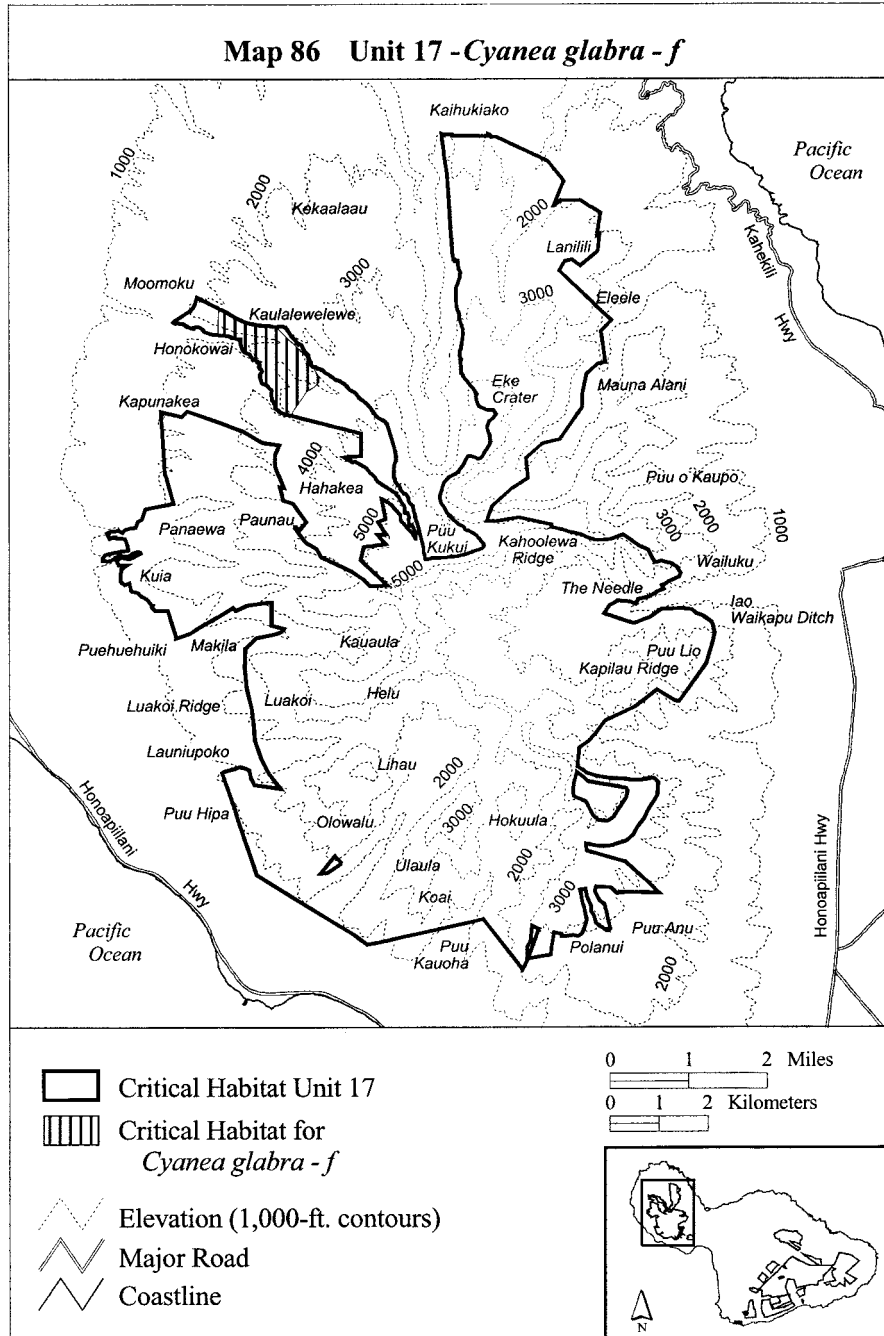 Map 86 Unit 17 - Cyanea glabra - f
Kaihukiako
Pacific
Ocean
1000
2000
Kekaalaau
2000
Lanilili
Kahekili
Hwy
3000
3000
Eleele
Moomoku
Kaulalewelewe
Honokowai
Eke
Crater
Mauna Alani
Kapunakea
4000
Hahakea
Puu o Kaupo
Panaewa
Paunau
5000
Puu
Kukui
Kahoolewa
Ridge
3000
2000
1000
Wailuku
Kuia
5000
The Needle
Iao
Waikapu Ditch
Puehuehuiki
Makila
Kauaula
Puu Lio
Kapilau Ridge
Luakoi Ridge
Luakoi
Helu
Launiupoko
Lihau
2000
Puu Hipa
Olowalu
3000
Hokuula
Honoapiilani
Hwy
Ulaula
2000
Koai
3000
Honoapiilani Hwy
Pacific
Ocean
Puu
Kauoha
Polanui
Puu Anu
2000
Critical Habitat Unit 17
Critical Habitat for
Cyanea glabra - f
Elevation (1,000-ft. contours)
Major Road
Coastline
0 1 2 Miles
0 1 2 Kilometers
N